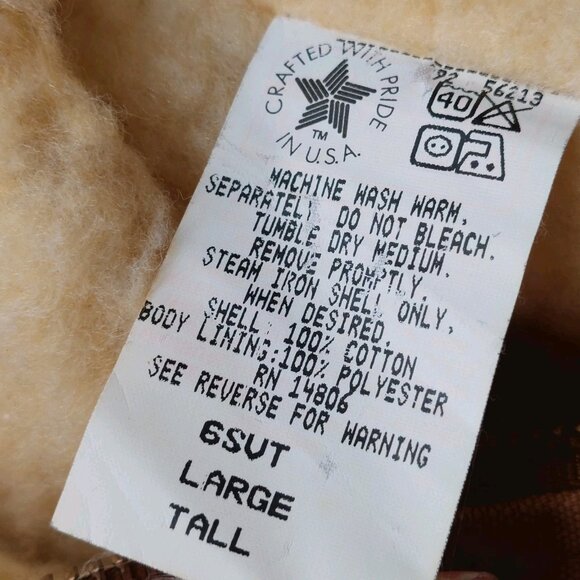 CRAFTED WITH PRIDE
TM
IN U.S.A.
92 56213
40
MACHINE WASH WARM,
SEPARATELY DO NOT BLEACH.
TUMBLE DRY MEDIUM.
REMOVE PROMPTLY.
STEAM IRON SHELL ONLY,
WHEN DESIRED.
SHELL: 100% COTTON
BODY LINING:100% POLYESTER
RN 14806
SEE REVERSE FOR WARNING
6SVT
LARGE
TALL